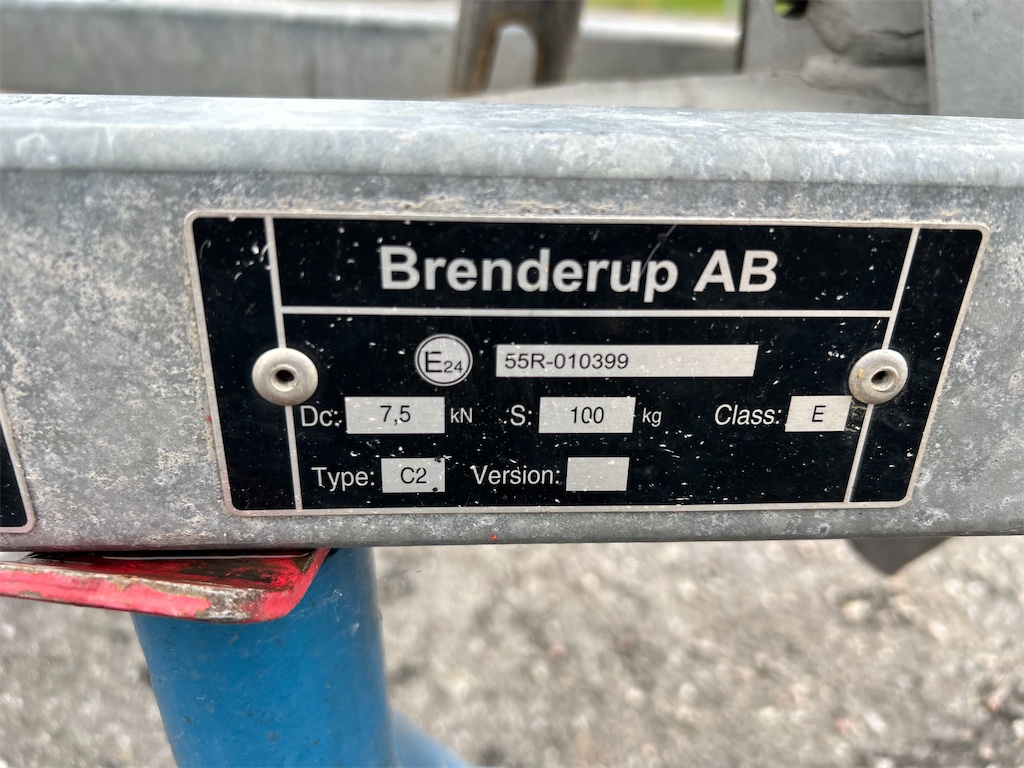 Brenderup AB
E24 55R-010399
Dc: 7,5 kN S: 100 kg Class: E
Type: C2 Version: